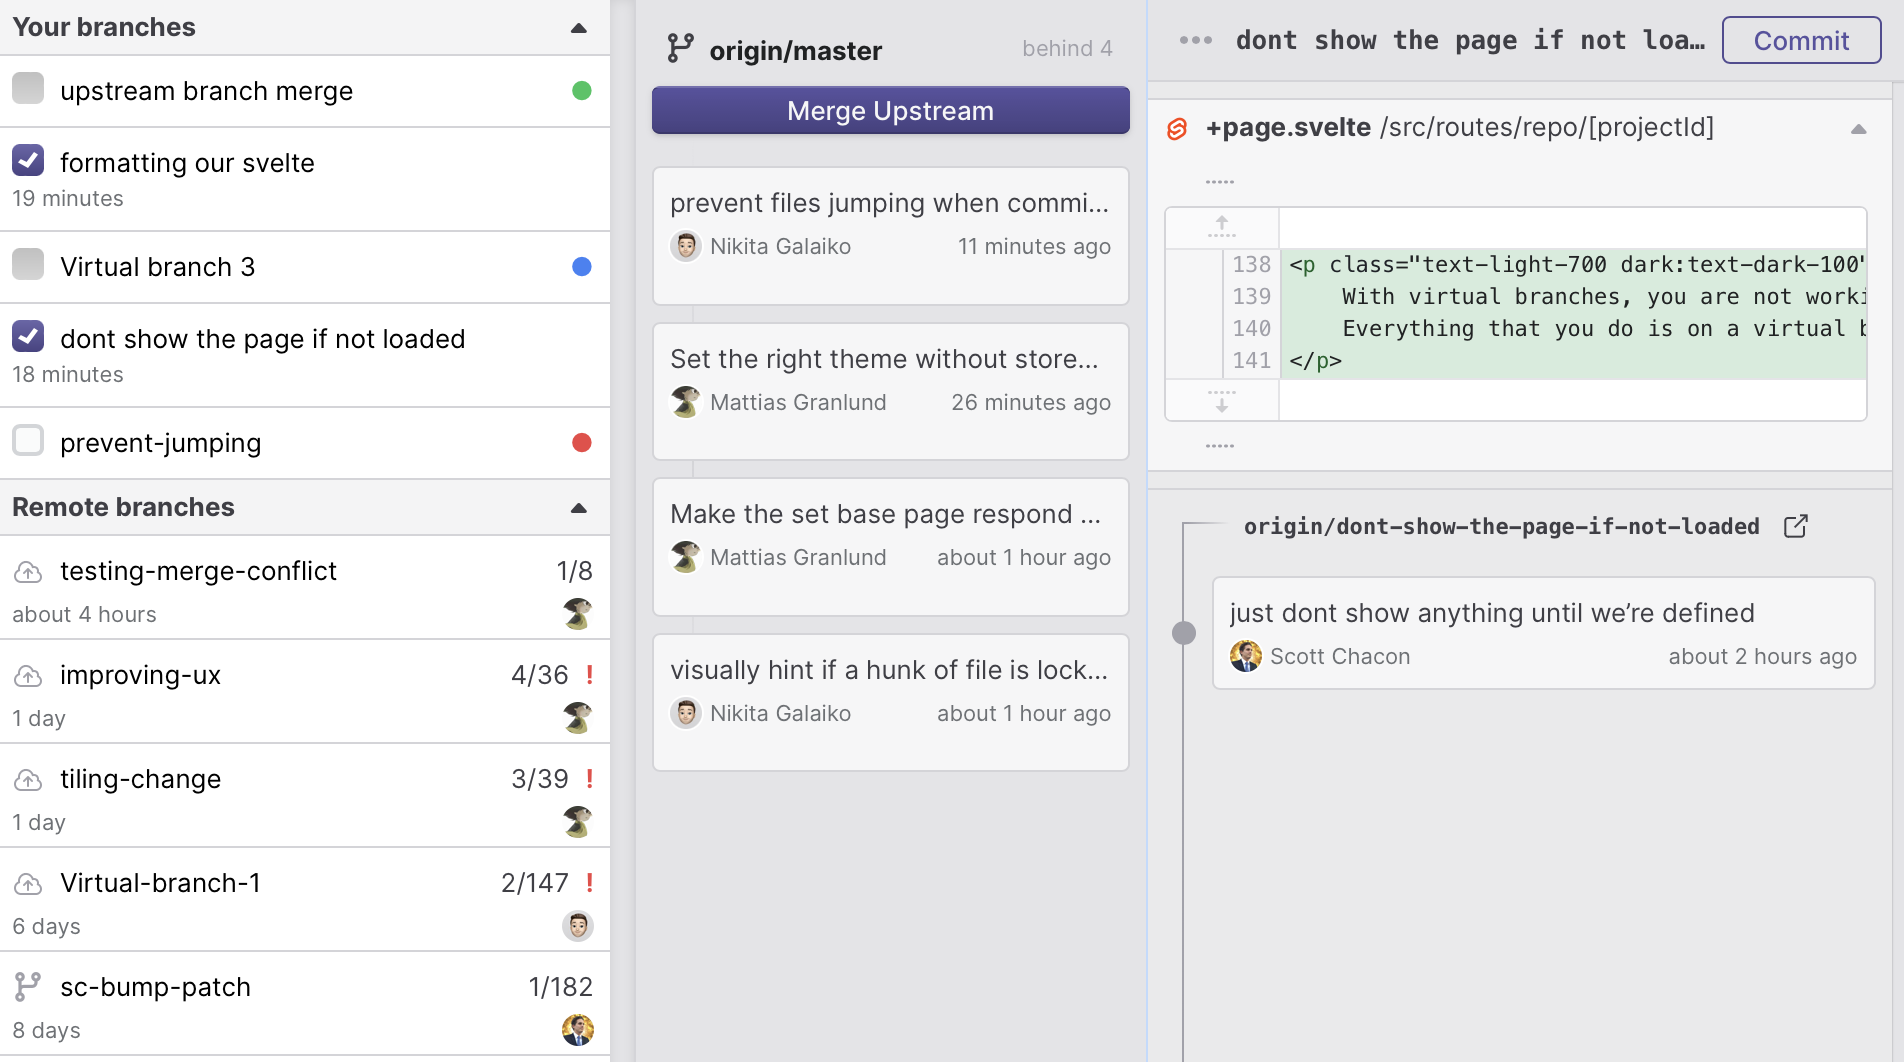 Your branches
upstream branch merge
formatting our svelte
19 minutes
Virtual branch 3
dont show the page if not loaded
18 minutes
prevent-jumping
Remote branches
testing-merge-conflict 1/8
about 4 hours
improving-ux 4/36 !
1 day
tiling-change 3/39 !
1 day
Virtual-branch-1 2/147 !
6 days
sc-bump-patch 1/182
8 days
origin/master behind 4
Merge Upstream
prevent files jumping when commi...
Nikita Galaiko 11 minutes ago
Set the right theme without store...
Mattias Granlund 26 minutes ago
Make the set base page respond ...
Mattias Granlund about 1 hour ago
visually hint if a hunk of file is lock...
Nikita Galaiko about 1 hour ago
dont show the page if not loa… Commit
+page.svelte /src/routes/repo/[projectId]
138 <p class="text-light-700 dark:text-dark-100"
139 With virtual branches, you are not worki
140 Everything that you do is on a virtual b
141 </p>
origin/dont-show-the-page-if-not-loaded
just dont show anything until we’re defined
Scott Chacon about 2 hours ago